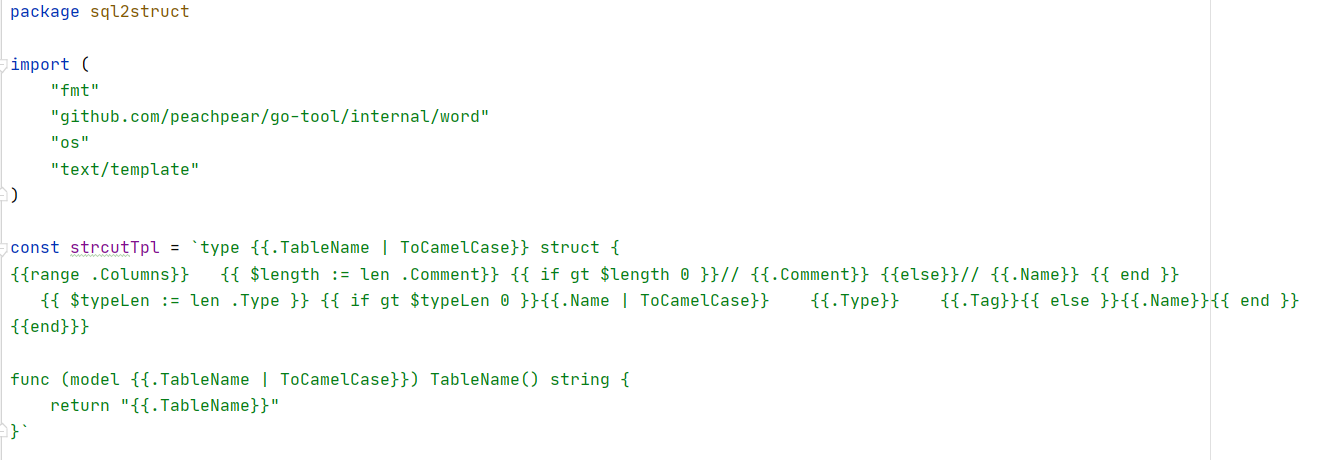 package sql2struct
import (
"fmt"
"github.com/peachpear/go-tool/internal/word"
"os"
"text/template"
)
const strcutTpl = `type {{.TableName | ToCamelCase}} struct {
{{range .Columns}}   {{ $length := len .Comment}} {{ if gt $length 0 }}// {{.Comment}} {{else}}// {{.Name}} {{ end }}
   {{ $typeLen := len .Type }} {{ if gt $typeLen 0 }}{{.Name | ToCamelCase}}    {{.Type}}    {{.Tag}}{{ else }}{{.Name}}{{ end }}
{{end}}}
func (model {{.TableName | ToCamelCase}}) TableName() string {
    return "{{.TableName}}"
}`